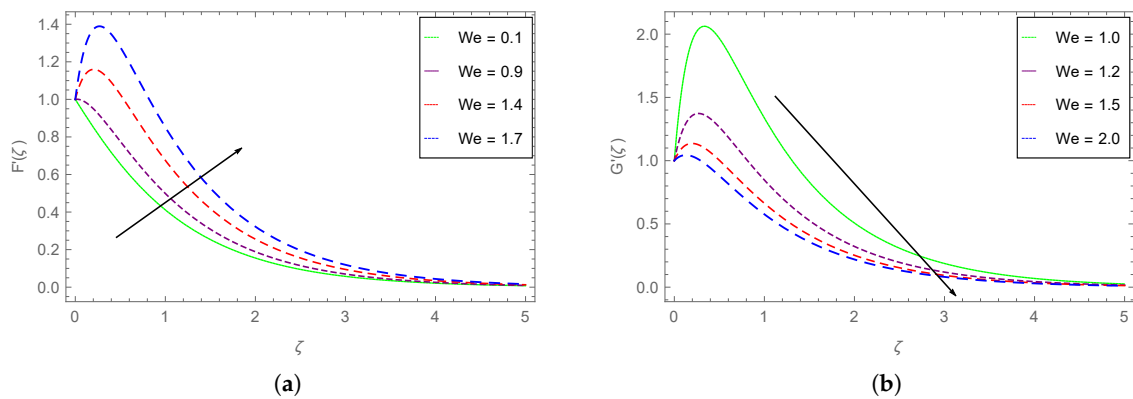 We = 0.1
We = 0.9
We = 1.4
We = 1.7
F'(ζ)
1.4
1.2
1.0
0.8
0.6
0.4
0.2
0.0
0 1 2 3 4 5
ζ
(a)
We = 1.0
We = 1.2
We = 1.5
We = 2.0
G'(ζ)
2.0
1.5
1.0
0.5
0.0
0 1 2 3 4 5
ζ
(b)